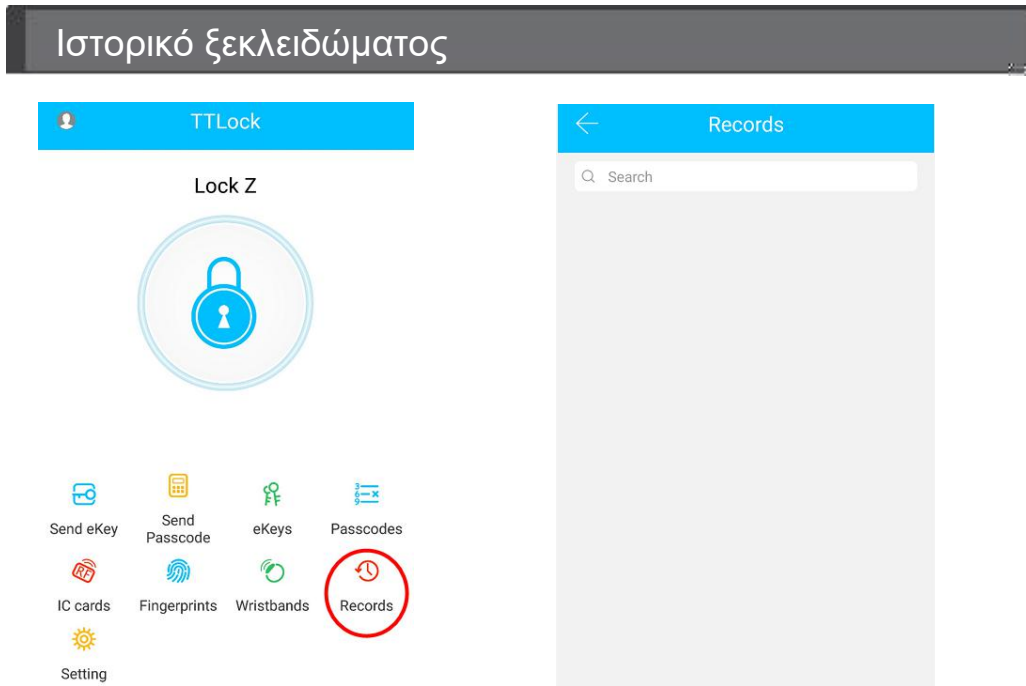 Ιστορικό ξεκλειδώματος
TTLock
Lock Z
Send eKey
Send
Passcode
eKeys
Passcodes
IC cards
Fingerprints
Wristbands
Records
Setting
Records
Search